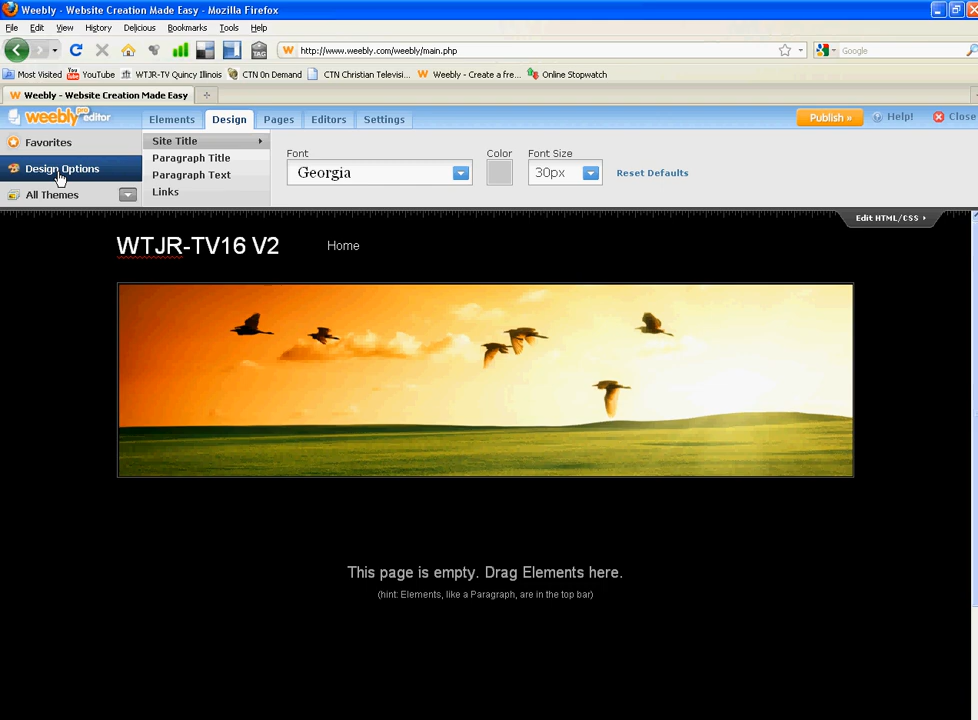 Weebly - Website Creation Made Easy - Mozilla Firefox
File Edit View History Delicious Bookmarks Tools Help
TAG W http://www.weebly.com/weebly/main.php Google
Most Visited YouTube WTJR-TV Quincy Illinois CTN 0n Demand CTN Christian Televisi... Weebly - Create a fre... Online Stopwatch
Weebly - Website Creation Made Easy
weebly pro editor Elements Design Pages Editors Settings Publish » Help! Close
Favorites
Design Options
All Themes
Site Title
Paragraph Title
Paragraph Text
Links
Font Color Font Size
Georgia 30px Reset Defaults
Edit HTML/CSS
WTJR-TV16 V2 Home
This page is empty. Drag Elements here.
(hint: Elements, like a Paragraph, are in the top bar)